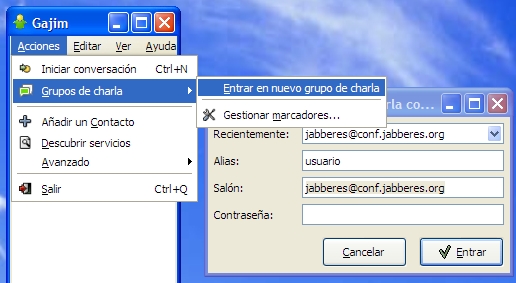 Gajim
Acciones Editar Ver Ayuda
Iniciar conversación Ctrl+N
Grupos de charla
Añadir un Contacto
Descubrir servicios
Avanzado
Salir Ctrl+Q
Entrar en nuevo grupo de charla
Gestionar marcadores...
rla co...
Recientemente: jabberes@conf.jabberes.org
Alias: usuario
Salón: jabberes@conf.jabberes.org
Contraseña:
Cancelar Entrar